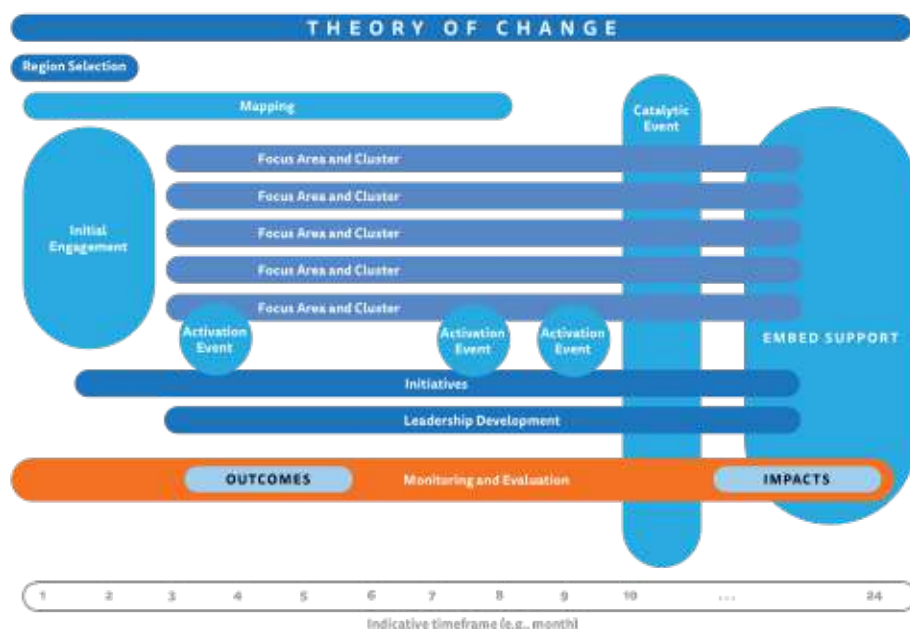 THEORY OF CHANGE
Region Selection
Mapping
Catalytic
Event
Focus Area and Cluster
Focus Area and Cluster
Initial
Engagement
Focus Area and Cluster
Focus Area and Cluster
Focus Area and Cluster
Activation
Event
Activation
Event
Activation
Event
EMBED SUPPORT
Initiatives
Leadership Development
OUTCOMES
Monitoring and Evaluation
IMPACTS
1 2 3 4 5 6 7 8 9 10 ... 24
Indicative timeframe (e.g., month)